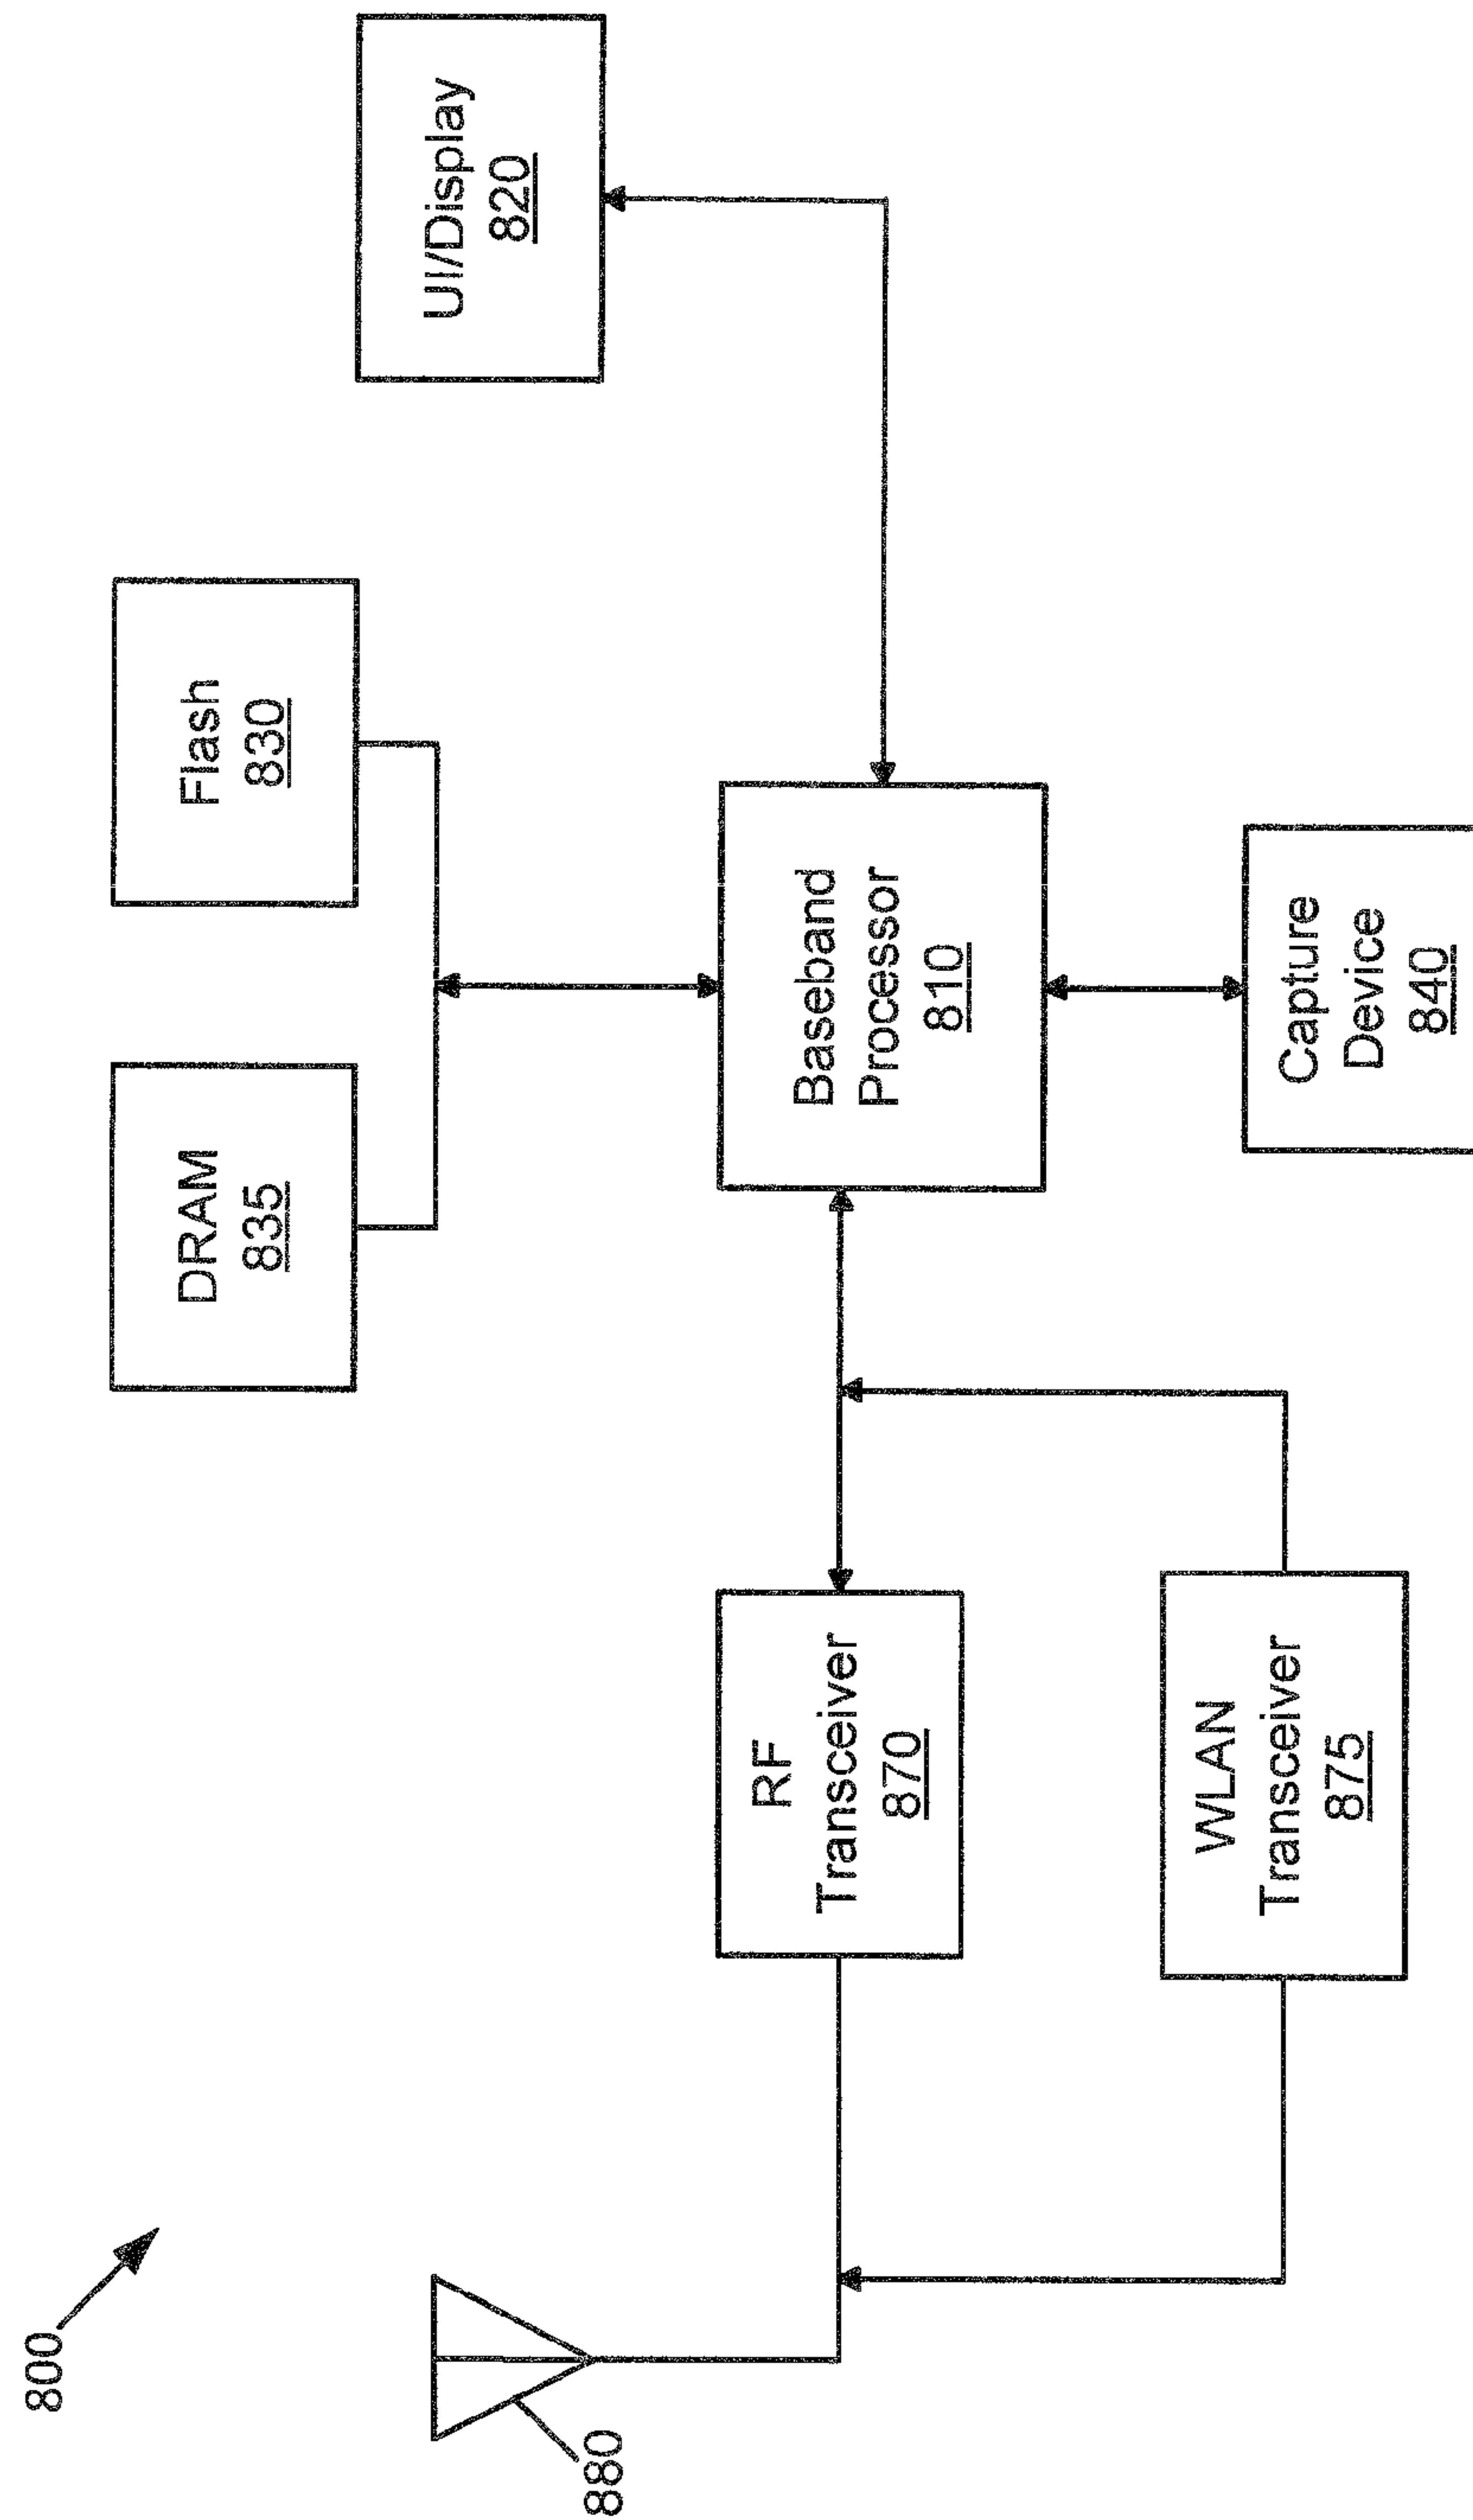 800
880
DRAM
835
Flash
830
UI/Display
820
RF
Transceiver
870
Baseband
Processor
810
WLAN
Transceiver
875
Capture
Device
840